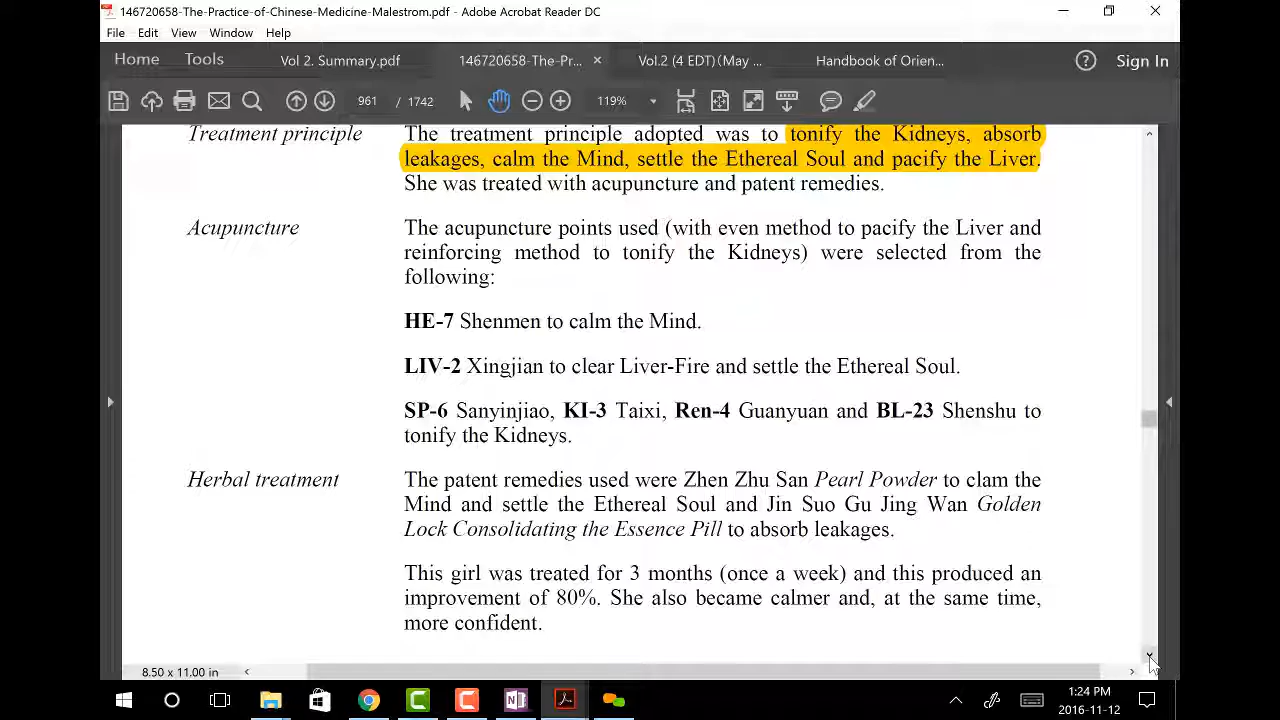 146720658-The-Practice-of-Chinese-Medicine-Malestrom.pdf - Adobe Acrobat Reader DC
File Edit View Window Help
Home Tools Vol 2. Summary.pdf 146720658-The-Pr... × Vol.2 (4 EDT)(May ... Handbook of Orien... ? Sign In
961 / 1742 119%
Treatment principle The treatment principle adopted was to tonify the Kidneys, absorb
leakages, calm the Mind, settle the Ethereal Soul and pacify the Liver.
She was treated with acupuncture and patent remedies.
Acupuncture The acupuncture points used (with even method to pacify the Liver and
reinforcing method to tonify the Kidneys) were selected from the
following:
HE-7 Shenmen to calm the Mind.
LIV-2 Xingjian to clear Liver-Fire and settle the Ethereal Soul.
SP-6 Sanyinjiao, KI-3 Taixi, Ren-4 Guanyuan and BL-23 Shenshu to
tonify the Kidneys.
Herbal treatment The patent remedies used were Zhen Zhu San Pearl Powder to clam the
Mind and settle the Ethereal Soul and Jin Suo Gu Jing Wan Golden
Lock Consolidating the Essence Pill to absorb leakages.
This girl was treated for 3 months (once a week) and this produced an
improvement of 80%. She also became calmer and, at the same time,
more confident.
8.50 x 11.00 in
1:24 PM
2016-11-12